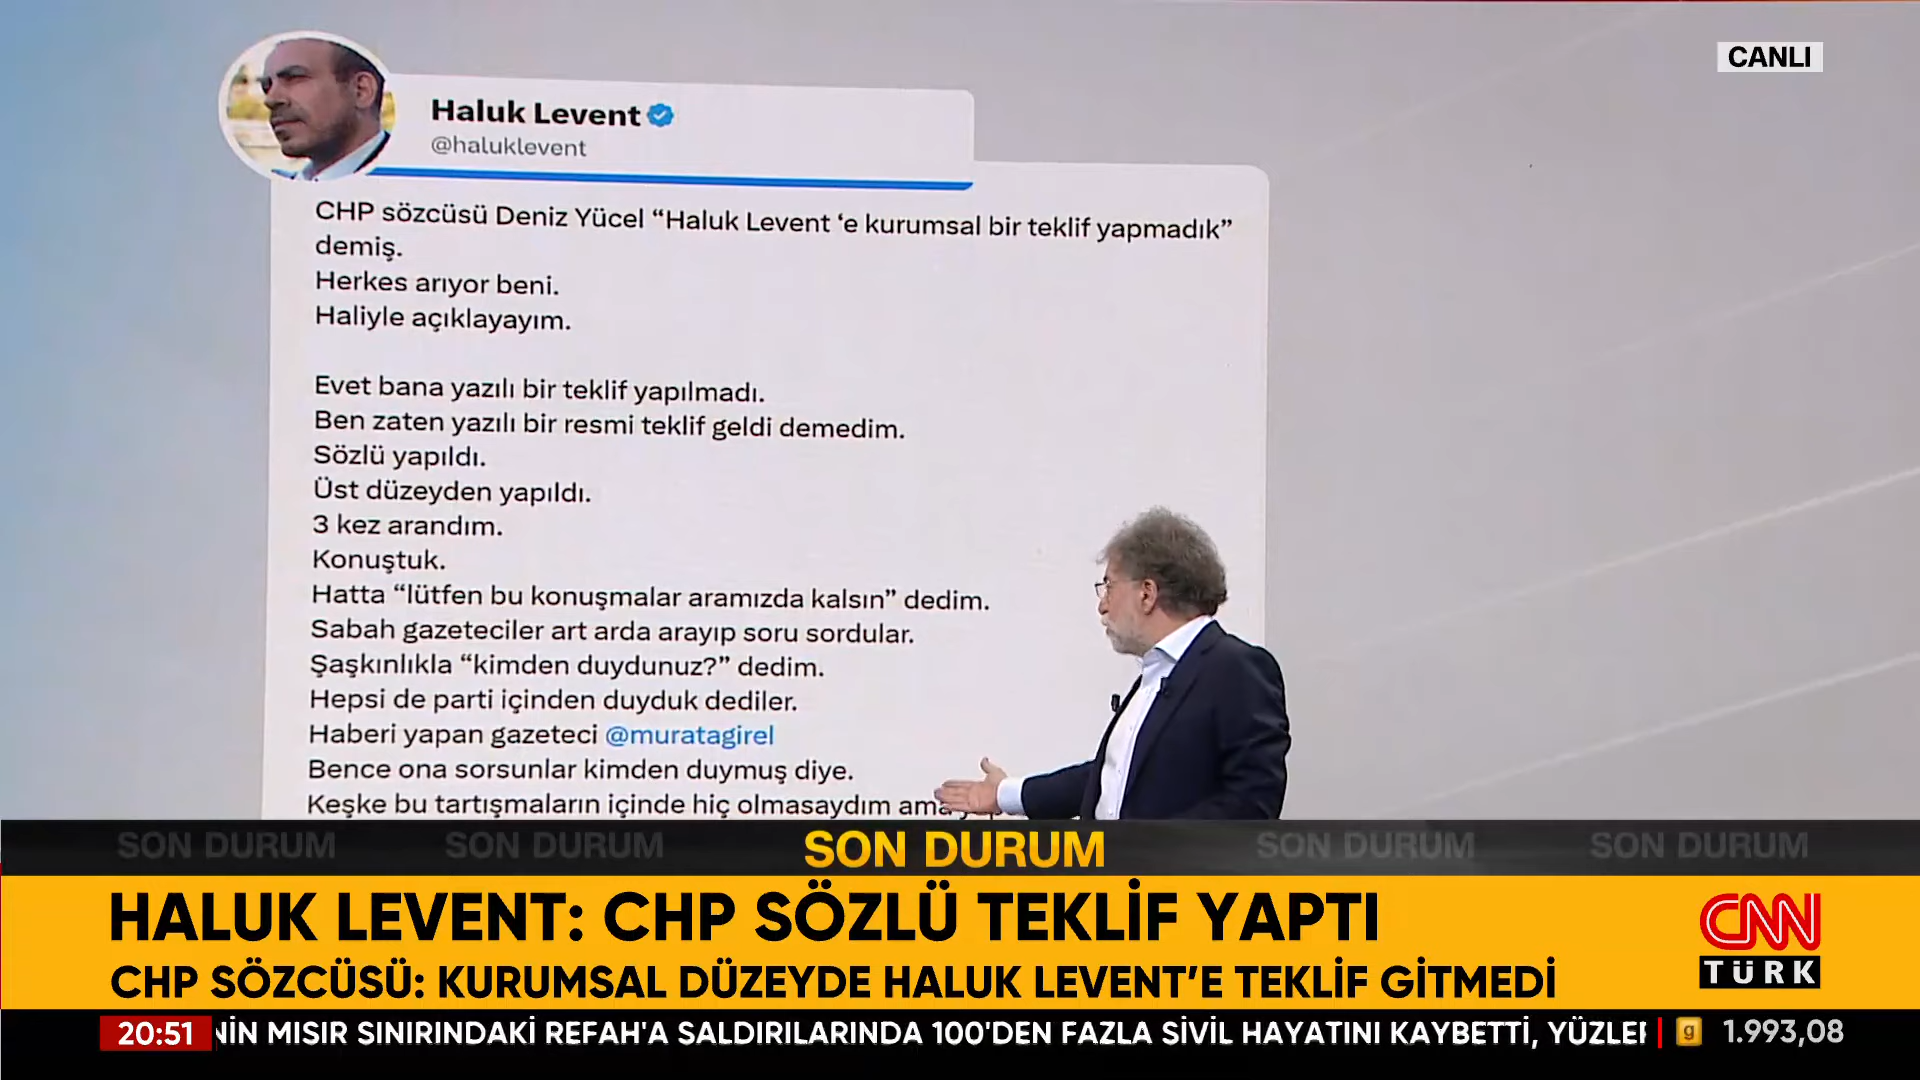 CANLI
Haluk Levent
@haluklevent
CHP sözcüsü Deniz Yücel “Haluk Levent ‘e kurumsal bir teklif yapmadık”
demiş.
Herkes arıyor beni.
Haliyle açıklayayım.
Evet bana yazılı bir teklif yapılmadı.
Ben zaten yazılı bir resmi teklif geldi demedim.
Sözlü yapıldı.
Üst düzeyden yapıldı.
3 kez arandım.
Konuştuk.
Hatta “lütfen bu konuşmalar aramızda kalsın” dedim.
Sabah gazeteciler art arda arayıp soru sordular.
Şaşkınlıkla “kimden duydunuz?” dedim.
Hepsi de parti içinden duyduk dediler.
Haberi yapan gazeteci @muratagirel
Bence ona sorsunlar kimden duymuş diye.
Keşke bu tartışmaların içinde hiç olmasaydım ama
SON DURUM SON DURUM SON DURUM SON DURUM SON DURUM
HALUK LEVENT: CHP SÖZLÜ TEKLİF YAPTI
CHP SÖZCÜSÜ: KURUMSAL DÜZEYDE HALUK LEVENT’E TEKLİF GİTMEDİ
CNN
TÜRK
20:51 NİN MISIR SINIRINDAKİ REFAH'A SALDIRILARINDA 100'DEN FAZLA SİVİL HAYATINI KAYBETTİ, YÜZLER g 1.993,08